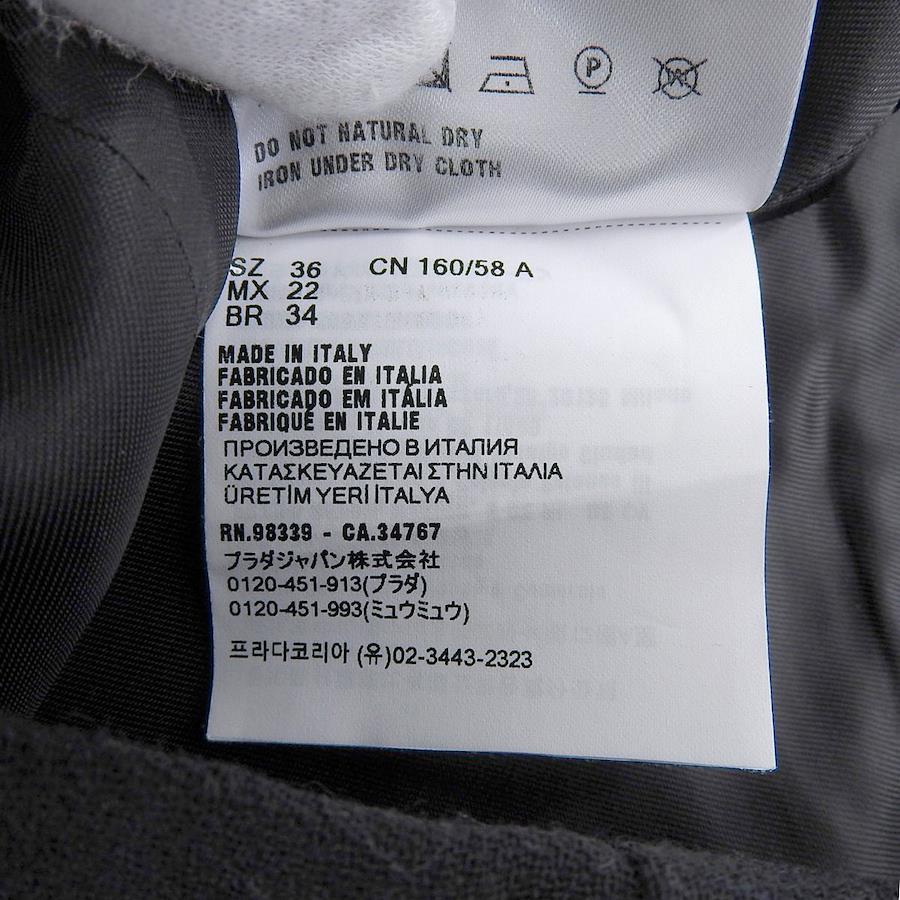 P
W
DO NOT NATURAL DRY
IRON UNDER DRY CLOTH
SZ 36 CN 160/58 A
MX 22
BR 34
MADE IN ITALY
FABRICADO EN ITALIA
FABRICADO EM ITÁLIA
FABRIQUÉ EN ITALIE
ПРОИЗВЕДЕНО В ИТАЛИЯ
ΚΑΤΑΣΚΕΥΑΖΕΤΑΙ ΣΤΗΝ ΙΤΑΛΙΑ
ÜRETİM YERİ İTALYA
RN.98339 - CA.34767
プラダジャパン株式会社
0120-451-913(プラダ)
0120-451-993(ミュウミュウ)
프라다코리아 (유)02-3443-2323